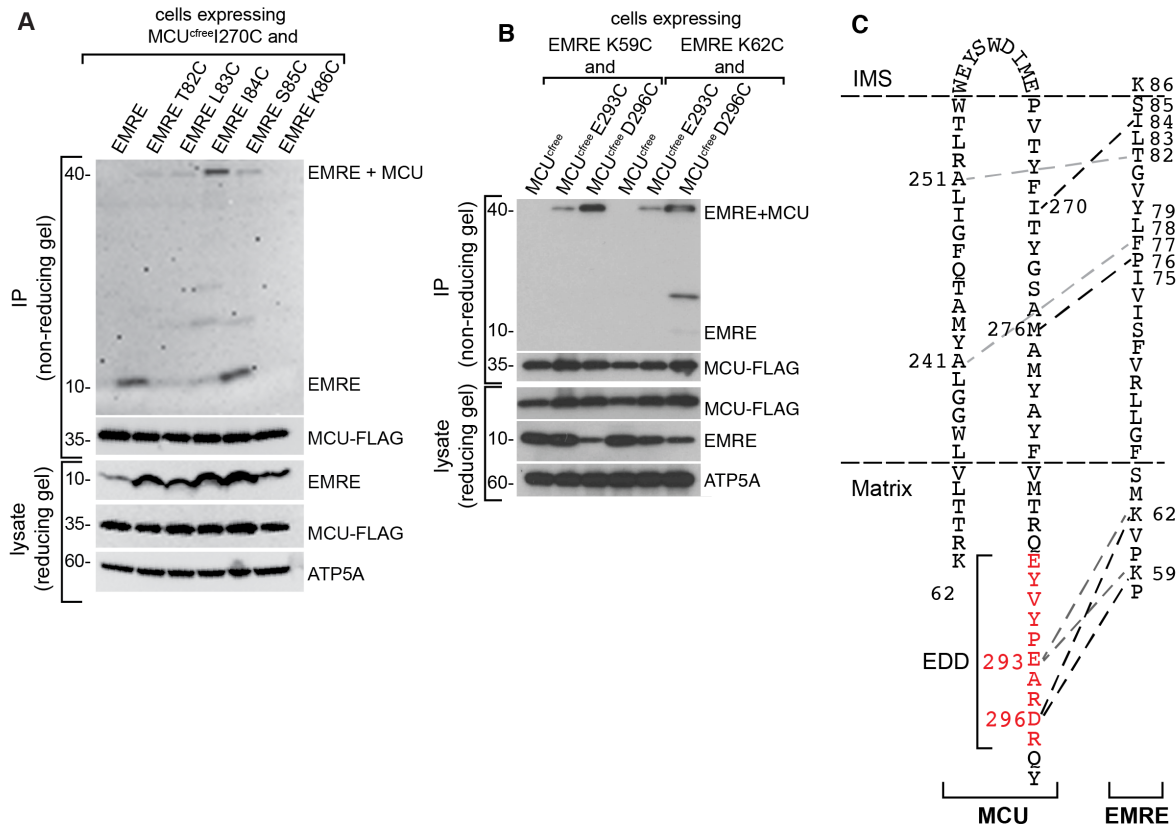 A
cells expressing
MCUcfreeI270C and
EMRE
EMRE T82C
EMRE L83C
EMRE I84C
EMRE S85C
EMRE K86C
IP
(non-reducing gel)
40-
EMRE + MCU
10-
EMRE
35-
MCU-FLAG
lysate
(reducing gel)
10-
EMRE
35-
MCU-FLAG
60-
ATP5A
B
cells expressing
EMRE K59C EMRE K62C
and and
MCUcfree
MCUcfree E293C
MCUcfree D296C
MCUcfree
MCUcfree E293C
MCUcfree D296C
IP
(non-reducing gel)
40-
EMRE+MCU
10-
EMRE
35-
MCU-FLAG
lysate
(reducing gel)
MCU-FLAG
10-
EMRE
60-
ATP5A
C
IMS
Matrix
WTLRALIGFQTAMYALGGWLVLTTRK
WEYSWDIME
PVTYFITYGSAMAMYAYFVMTRQEYVYPEARDRQY
KSILTGVYLFPIVISFVRLLGFSMKVPKP
251
241
270
276
86
85
84
83
82
79
78
77
76
75
62
59
62
EDD
293
296
MCU
EMRE